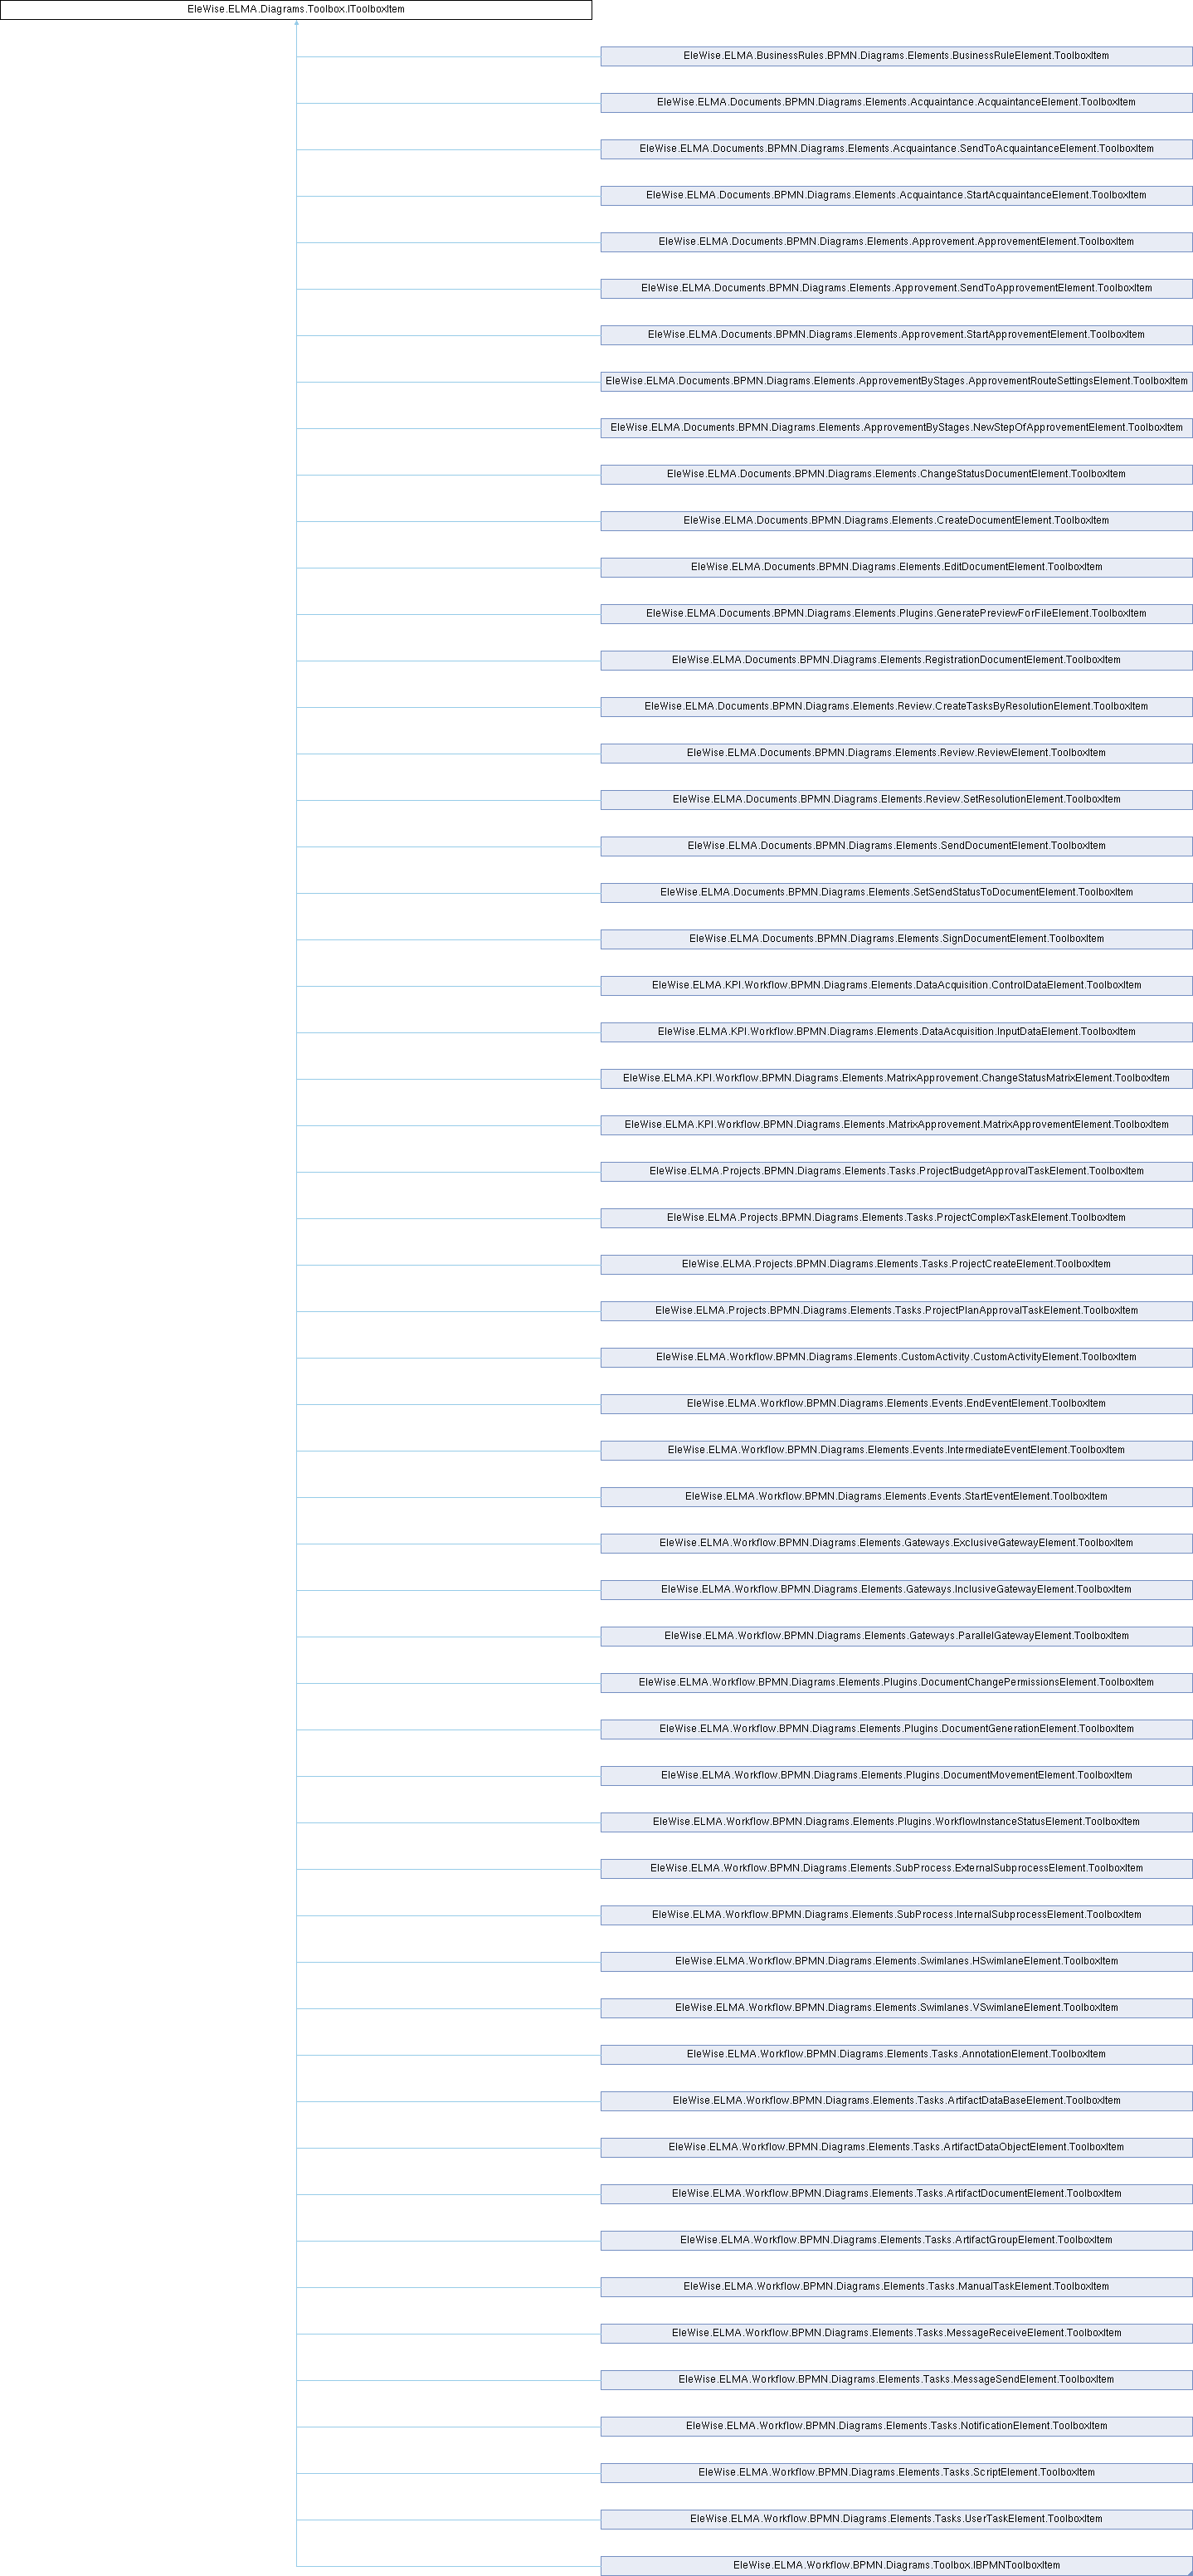 EleWise.ELMA.Diagrams.Toolbox.IToolboxItem
EleWise.ELMA.BusinessRules.BPMN.Diagrams.Elements.BusinessRuleElement.ToolboxItem
EleWise.ELMA.Documents.BPMN.Diagrams.Elements.Acquaintance.AcquaintanceElement.ToolboxItem
EleWise.ELMA.Documents.BPMN.Diagrams.Elements.Acquaintance.SendToAcquaintanceElement.ToolboxItem
EleWise.ELMA.Documents.BPMN.Diagrams.Elements.Acquaintance.StartAcquaintanceElement.ToolboxItem
EleWise.ELMA.Documents.BPMN.Diagrams.Elements.Approvement.ApprovementElement.ToolboxItem
EleWise.ELMA.Documents.BPMN.Diagrams.Elements.Approvement.SendToApprovementElement.ToolboxItem
EleWise.ELMA.Documents.BPMN.Diagrams.Elements.Approvement.StartApprovementElement.ToolboxItem
EleWise.ELMA.Documents.BPMN.Diagrams.Elements.ApprovementByStages.ApprovementRouteSettingsElement.ToolboxItem
EleWise.ELMA.Documents.BPMN.Diagrams.Elements.ApprovementByStages.NewStepOfApprovementElement.ToolboxItem
EleWise.ELMA.Documents.BPMN.Diagrams.Elements.ChangeStatusDocumentElement.ToolboxItem
EleWise.ELMA.Documents.BPMN.Diagrams.Elements.CreateDocumentElement.ToolboxItem
EleWise.ELMA.Documents.BPMN.Diagrams.Elements.EditDocumentElement.ToolboxItem
EleWise.ELMA.Documents.BPMN.Diagrams.Elements.Plugins.GeneratePreviewForFileElement.ToolboxItem
EleWise.ELMA.Documents.BPMN.Diagrams.Elements.RegistrationDocumentElement.ToolboxItem
EleWise.ELMA.Documents.BPMN.Diagrams.Elements.Review.CreateTasksByResolutionElement.ToolboxItem
EleWise.ELMA.Documents.BPMN.Diagrams.Elements.Review.ReviewElement.ToolboxItem
EleWise.ELMA.Documents.BPMN.Diagrams.Elements.Review.SetResolutionElement.ToolboxItem
EleWise.ELMA.Documents.BPMN.Diagrams.Elements.SendDocumentElement.ToolboxItem
EleWise.ELMA.Documents.BPMN.Diagrams.Elements.SetSendStatusToDocumentElement.ToolboxItem
EleWise.ELMA.Documents.BPMN.Diagrams.Elements.SignDocumentElement.ToolboxItem
EleWise.ELMA.KPI.Workflow.BPMN.Diagrams.Elements.DataAcquisition.ControlDataElement.ToolboxItem
EleWise.ELMA.KPI.Workflow.BPMN.Diagrams.Elements.DataAcquisition.InputDataElement.ToolboxItem
EleWise.ELMA.KPI.Workflow.BPMN.Diagrams.Elements.MatrixApprovement.ChangeStatusMatrixElement.ToolboxItem
EleWise.ELMA.KPI.Workflow.BPMN.Diagrams.Elements.MatrixApprovement.MatrixApprovementElement.ToolboxItem
EleWise.ELMA.Projects.BPMN.Diagrams.Elements.Tasks.ProjectBudgetApprovalTaskElement.ToolboxItem
EleWise.ELMA.Projects.BPMN.Diagrams.Elements.Tasks.ProjectComplexTaskElement.ToolboxItem
EleWise.ELMA.Projects.BPMN.Diagrams.Elements.Tasks.ProjectCreateElement.ToolboxItem
EleWise.ELMA.Projects.BPMN.Diagrams.Elements.Tasks.ProjectPlanApprovalTaskElement.ToolboxItem
EleWise.ELMA.Workflow.BPMN.Diagrams.Elements.CustomActivity.CustomActivityElement.ToolboxItem
EleWise.ELMA.Workflow.BPMN.Diagrams.Elements.Events.EndEventElement.ToolboxItem
EleWise.ELMA.Workflow.BPMN.Diagrams.Elements.Events.IntermediateEventElement.ToolboxItem
EleWise.ELMA.Workflow.BPMN.Diagrams.Elements.Events.StartEventElement.ToolboxItem
EleWise.ELMA.Workflow.BPMN.Diagrams.Elements.Gateways.ExclusiveGatewayElement.ToolboxItem
EleWise.ELMA.Workflow.BPMN.Diagrams.Elements.Gateways.InclusiveGatewayElement.ToolboxItem
EleWise.ELMA.Workflow.BPMN.Diagrams.Elements.Gateways.ParallelGatewayElement.ToolboxItem
EleWise.ELMA.Workflow.BPMN.Diagrams.Elements.Plugins.DocumentChangePermissionsElement.ToolboxItem
EleWise.ELMA.Workflow.BPMN.Diagrams.Elements.Plugins.DocumentGenerationElement.ToolboxItem
EleWise.ELMA.Workflow.BPMN.Diagrams.Elements.Plugins.DocumentMovementElement.ToolboxItem
EleWise.ELMA.Workflow.BPMN.Diagrams.Elements.Plugins.WorkflowInstanceStatusElement.ToolboxItem
EleWise.ELMA.Workflow.BPMN.Diagrams.Elements.SubProcess.ExternalSubprocessElement.ToolboxItem
EleWise.ELMA.Workflow.BPMN.Diagrams.Elements.SubProcess.InternalSubprocessElement.ToolboxItem
EleWise.ELMA.Workflow.BPMN.Diagrams.Elements.Swimlanes.HSwimlaneElement.ToolboxItem
EleWise.ELMA.Workflow.BPMN.Diagrams.Elements.Swimlanes.VSwimlaneElement.ToolboxItem
EleWise.ELMA.Workflow.BPMN.Diagrams.Elements.Tasks.AnnotationElement.ToolboxItem
EleWise.ELMA.Workflow.BPMN.Diagrams.Elements.Tasks.ArtifactDataBaseElement.ToolboxItem
EleWise.ELMA.Workflow.BPMN.Diagrams.Elements.Tasks.ArtifactDataObjectElement.ToolboxItem
EleWise.ELMA.Workflow.BPMN.Diagrams.Elements.Tasks.ArtifactDocumentElement.ToolboxItem
EleWise.ELMA.Workflow.BPMN.Diagrams.Elements.Tasks.ArtifactGroupElement.ToolboxItem
EleWise.ELMA.Workflow.BPMN.Diagrams.Elements.Tasks.ManualTaskElement.ToolboxItem
EleWise.ELMA.Workflow.BPMN.Diagrams.Elements.Tasks.MessageReceiveElement.ToolboxItem
EleWise.ELMA.Workflow.BPMN.Diagrams.Elements.Tasks.MessageSendElement.ToolboxItem
EleWise.ELMA.Workflow.BPMN.Diagrams.Elements.Tasks.NotificationElement.ToolboxItem
EleWise.ELMA.Workflow.BPMN.Diagrams.Elements.Tasks.ScriptElement.ToolboxItem
EleWise.ELMA.Workflow.BPMN.Diagrams.Elements.Tasks.UserTaskElement.ToolboxItem
EleWise.ELMA.Workflow.BPMN.Diagrams.Toolbox.IBPMNToolboxItem